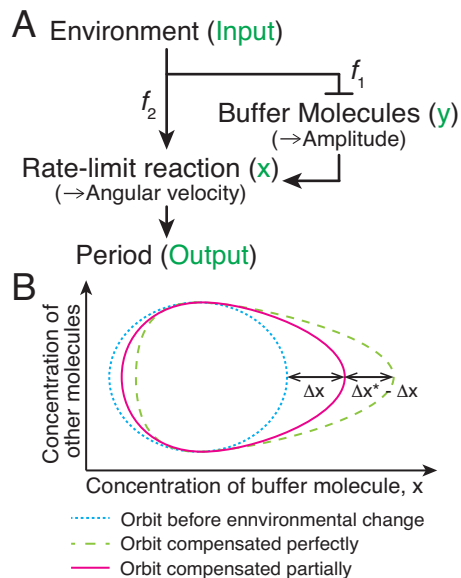 A
Environment (Input)
f1
f2
Buffer Molecules (y)
(→Amplitude)
Rate-limit reaction (x)
(→Angular velocity)
Period (Output)
B
Concentration of
other molecules
Δx
Δx* - Δx
Concentration of buffer molecule, x
Orbit before ennvironmental change
Orbit compensated perfectly
Orbit compensated partially